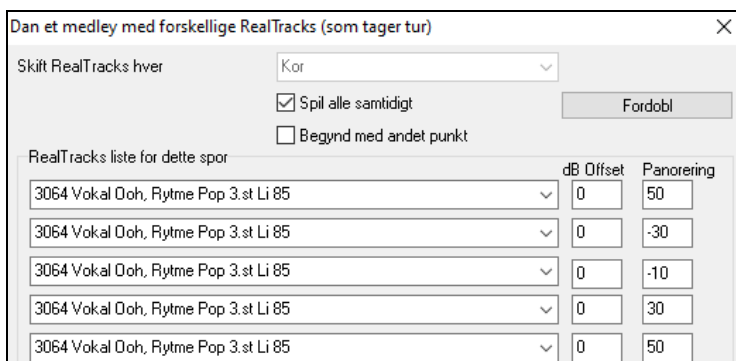 Dan et medley med forskellige RealTracks (som tager tur)
Skift RealTracks hver Kor
Spil alle samtidigt Fordobl
Begynd med andet punkt
RealTracks liste for dette spor dB Offset Panorering
3064 Vokal Ooh, Rytme Pop 3.st Li 85 0 50
3064 Vokal Ooh, Rytme Pop 3.st Li 85 0 -30
3064 Vokal Ooh, Rytme Pop 3.st Li 85 0 -10
3064 Vokal Ooh, Rytme Pop 3.st Li 85 0 30
3064 Vokal Ooh, Rytme Pop 3.st Li 85 0 50